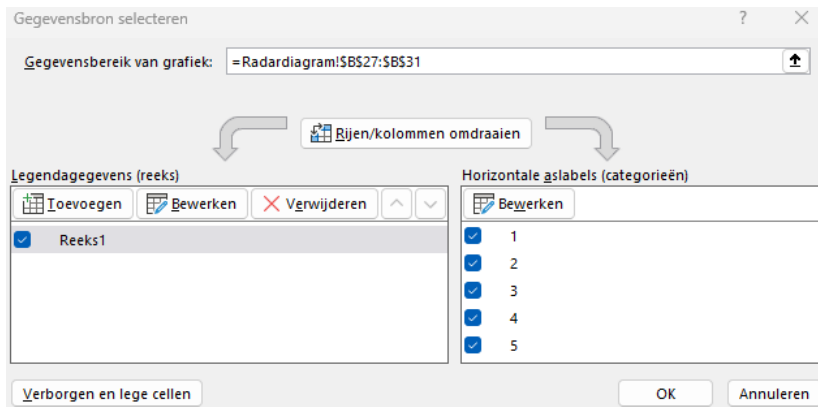 Gegevensbron selecteren
Gegevensbereik van grafiek: =Radardiagram!$B$27:$B$31
Rijen/kolommen omdraaien
Legendagegevens (reeks)
Toevoegen Bewerken Verwijderen
Reeks1
Horizontale aslabels (categorieën)
Bewerken
1
2
3
4
5
Verborgen en lege cellen
OK Annuleren